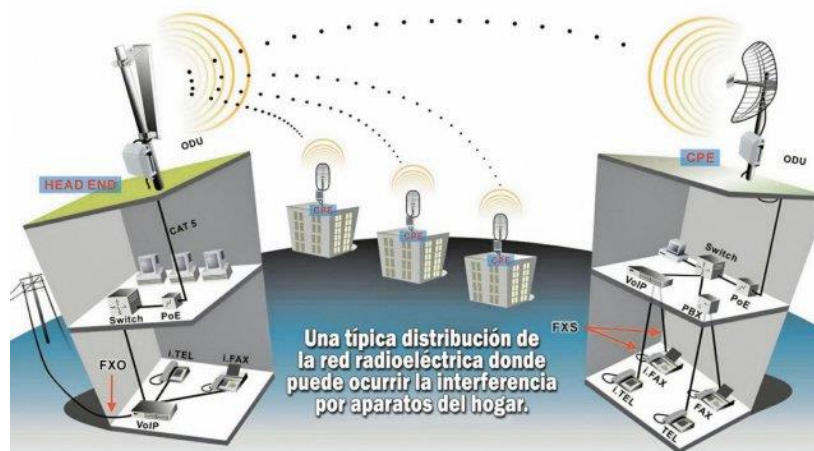 ODU
HEAD END
CAT 5
Switch
PoE
FXO
i.TEL
i.FAX
VoIP
CPE
CPE
CPE
Una típica distribución de
la red radioeléctrica donde
puede ocurrir la interferencia
por aparatos del hogar.
CPE
ODU
Switch
VoIP
PBX
PoE
FXS
i.FAX
i.TEL
FAX
TEL